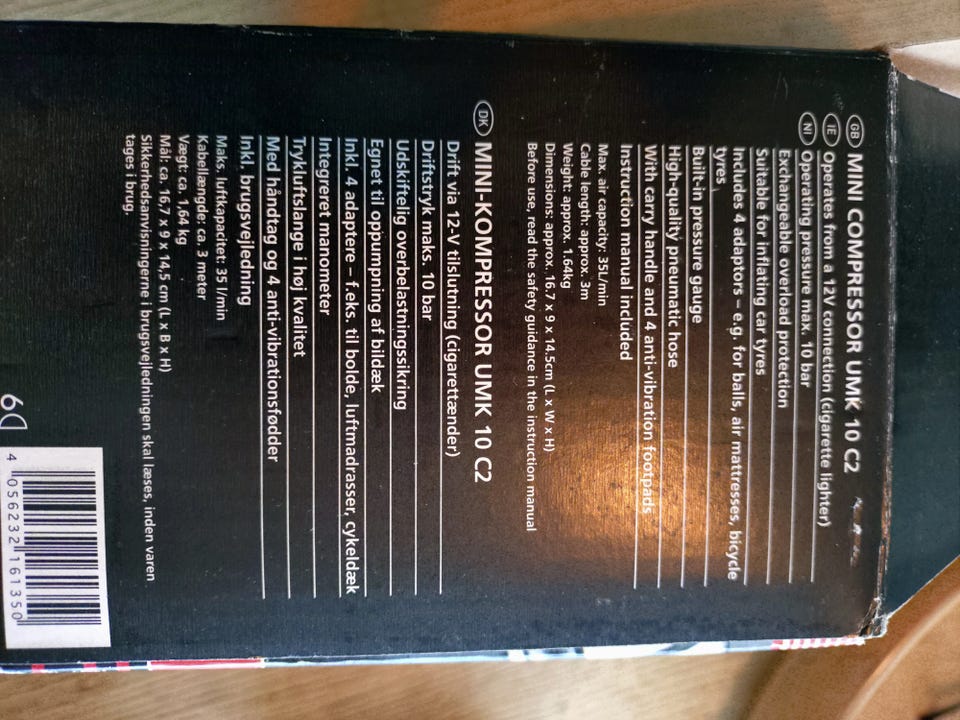 GB MINI COMPRESSOR UMK 10 C2
IE Operates from a 12V connection (cigarette lighter)
NI Operating pressure max. 10 bar
Exchangeable overload protection
Suitable for inflating car tyres
Includes 4 adaptors – e.g. for balls, air mattresses, bicycle
tyres
Built-in pressure gauge
High-quality pneumatic hose
With carry handle and 4 anti-vibration footpads
Instruction manual included
Max. air capacity: 35L/min
Cable length: approx. 3m
Weight: approx. 1.64kg
Dimensions: approx. 16.7 x 9 x 14.5cm (L x W x H)
Before use, read the safety guidance in the instruction manual
DK MINI-KOMPRESSOR UMK 10 C2
Drift via 12-V tilslutning (cigarettænder)
Driftstryk maks. 10 bar
Udskiftelig overbelastningssikring
Egnet til oppumpning af bildæk
Inkl. 4 adaptere – f.eks. til bolde, luftmadrasser, cykeldæk
Integreret manometer
Trykluftslange i høj kvalitet
Med håndtag og 4 anti-vibrationsfødder
Inkl. brugsvejledning
Maks. luftkapacitet: 35 l/min
Kabellængde: ca. 3 meter
Vægt: ca. 1,64 kg
Mål: ca. 16,7 x 9 x 14,5 cm (L x B x H)
Sikkerhedsanvisningerne i brugsvejledningen skal læses, inden varen
tages i brug.
4 056232 161350